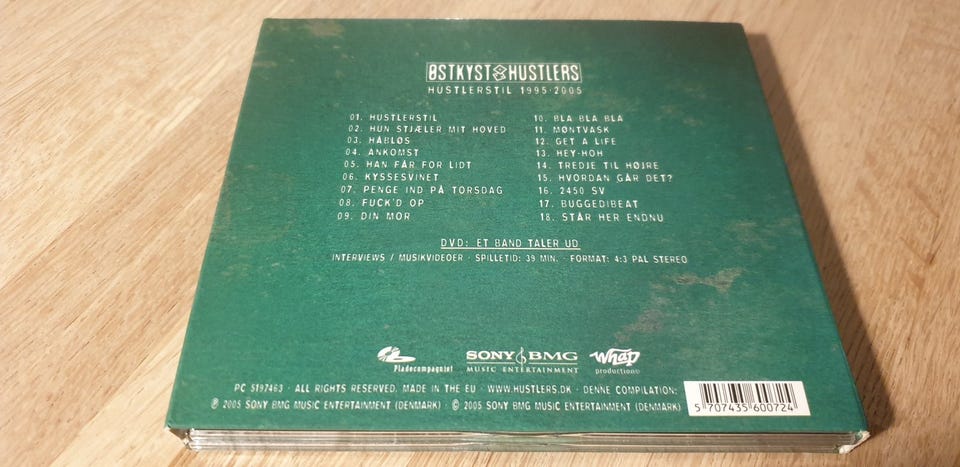 ØSTKYST HUSTLERS
HUSTLERSTIL 1995-2005
01. HUSTLERSTIL
02. HUN STJÆLER MIT HOVED
03. HÅBLØS
04. ANKOMST
05. HAN FÅR FOR LIDT
06. KYSSESVINET
07. PENGE IND PÅ TORSDAG
08. FUCK'D OP
09. DIN MOR
10. BLA BLA BLA
11. MØNTVASK
12. GET A LIFE
13. HEY-HOH
14. TREDJE TIL HØJRE
15. HVORDAN GÅR DET?
16. 2450 SV
17. BUGGEDIBEAT
18. STÅR HER ENDNU
DVD: ET BAND TALER UD
INTERVIEWS / MUSIKVIDEOER · SPILLETID: 39 MIN. · FORMAT: 4:3 PAL STEREO
Pladecompagniet
SONY BMG
MUSIC ENTERTAINMENT
Whap
productions
PC 5197463 · ALL RIGHTS RESERVED. MADE IN THE EU · WWW.HUSTLERS.DK · DENNE COMPILATION:
℗ 2005 SONY BMG MUSIC ENTERTAINMENT (DENMARK) · © 2005 SONY BMG MUSIC ENTERTAINMENT (DENMARK)
5 707435 600724